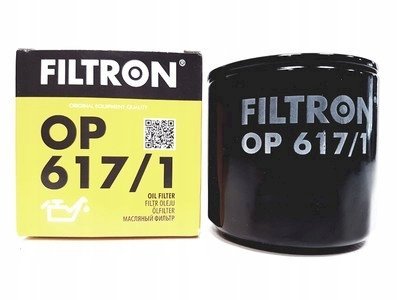 FILTRON®
ORIGINAL EQUIPMENT QUALITY
OP
617/1
OIL FILTER
FILTR OLEJU
ÖLFILTER
МАСЛЯНЫЙ ФИЛЬТР
FILTRON®
OP 617/1